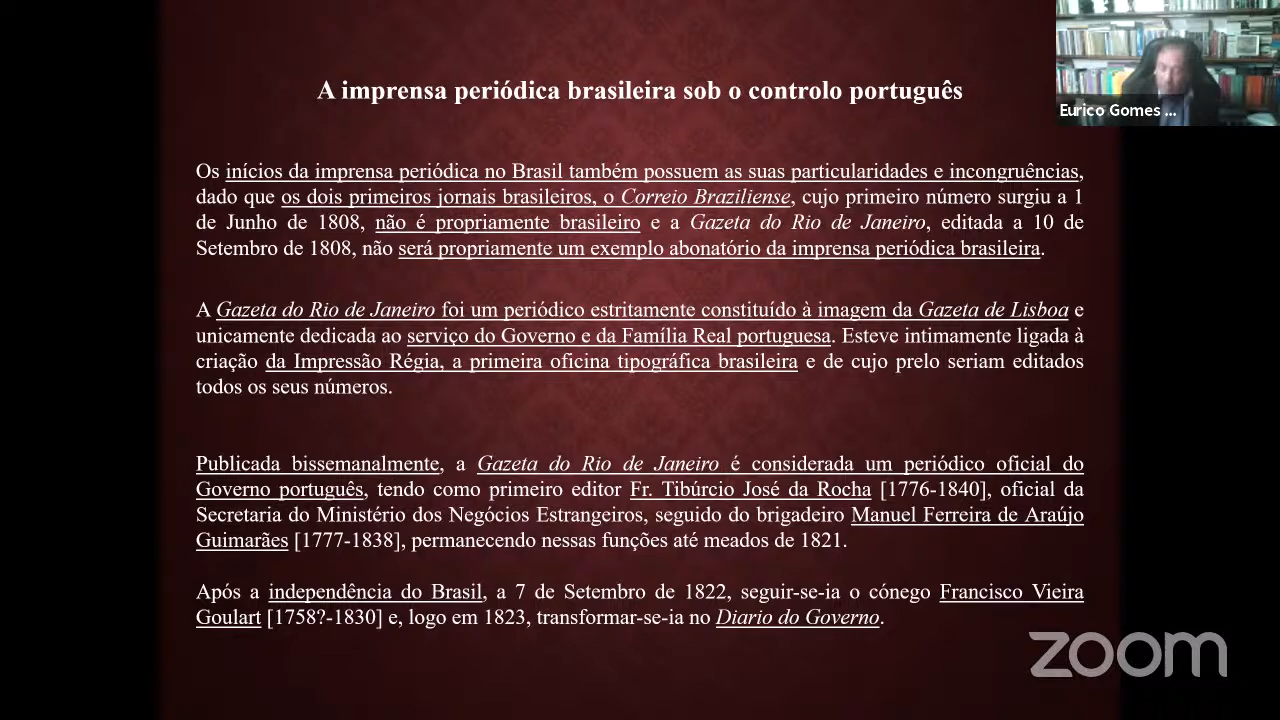 A imprensa periódica brasileira sob o controlo português
Eurico Gomes ...
Os inícios da imprensa periódica no Brasil também possuem as suas particularidades e incongruências,
dado que os dois primeiros jornais brasileiros, o Correio Braziliense, cujo primeiro número surgiu a 1
de Junho de 1808, não é propriamente brasileiro e a Gazeta do Rio de Janeiro, editada a 10 de
Setembro de 1808, não será propriamente um exemplo abonatório da imprensa periódica brasileira.
A Gazeta do Rio de Janeiro foi um periódico estritamente constituído à imagem da Gazeta de Lisboa e
unicamente dedicada ao serviço do Governo e da Família Real portuguesa. Esteve intimamente ligada à
criação da Impressão Régia, a primeira oficina tipográfica brasileira e de cujo prelo seriam editados
todos os seus números.
Publicada bissemanalmente, a Gazeta do Rio de Janeiro é considerada um periódico oficial do
Governo português, tendo como primeiro editor Fr. Tibúrcio José da Rocha [1776-1840], oficial da
Secretaria do Ministério dos Negócios Estrangeiros, seguido do brigadeiro Manuel Ferreira de Araújo
Guimarães [1777-1838], permanecendo nessas funções até meados de 1821.
Após a independência do Brasil, a 7 de Setembro de 1822, seguir-se-ia o cónego Francisco Vieira
Goulart [1758?-1830] e, logo em 1823, transformar-se-ia no Diario do Governo.
zoom